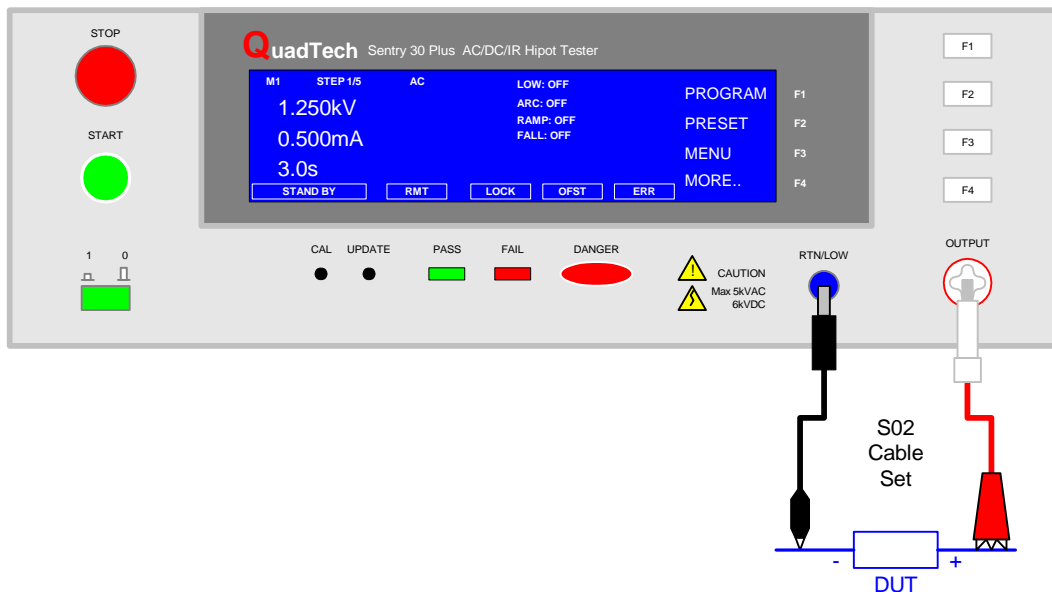 STOP
START
1 0
QuadTech Sentry 30 Plus AC/DC/IR Hipot Tester
M1 STEP 1/5 AC
1.250kV
0.500mA
3.0s
LOW: OFF
ARC: OFF
RAMP: OFF
FALL: OFF
PROGRAM F1
PRESET F2
MENU F3
MORE.. F4
STAND BY RMT LOCK OFST ERR
F1
F2
F3
F4
CAL UPDATE PASS FAIL DANGER
! CAUTION
Max 5kVAC
6kVDC
RTN/LOW
OUTPUT
S02
Cable
Set
- +
DUT